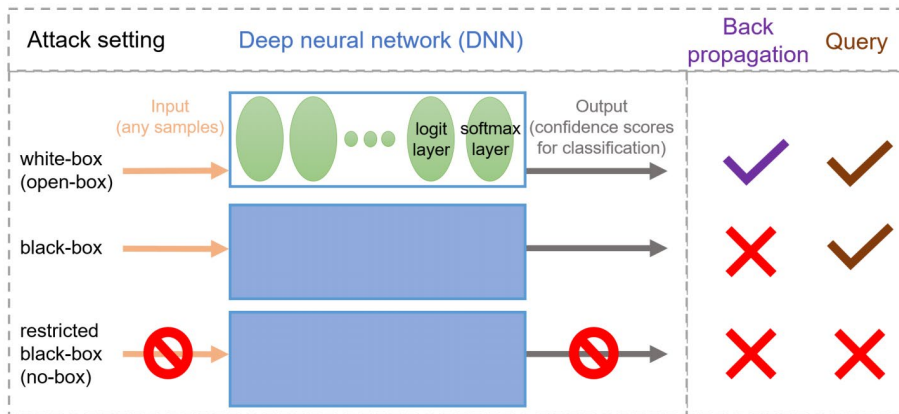 Attack setting
Deep neural network (DNN)
Back
propagation
Query
Input
(any samples)
Output
(confidence scores
for classification)
logit
layer
softmax
layer
white-box
(open-box)
black-box
restricted
black-box
(no-box)